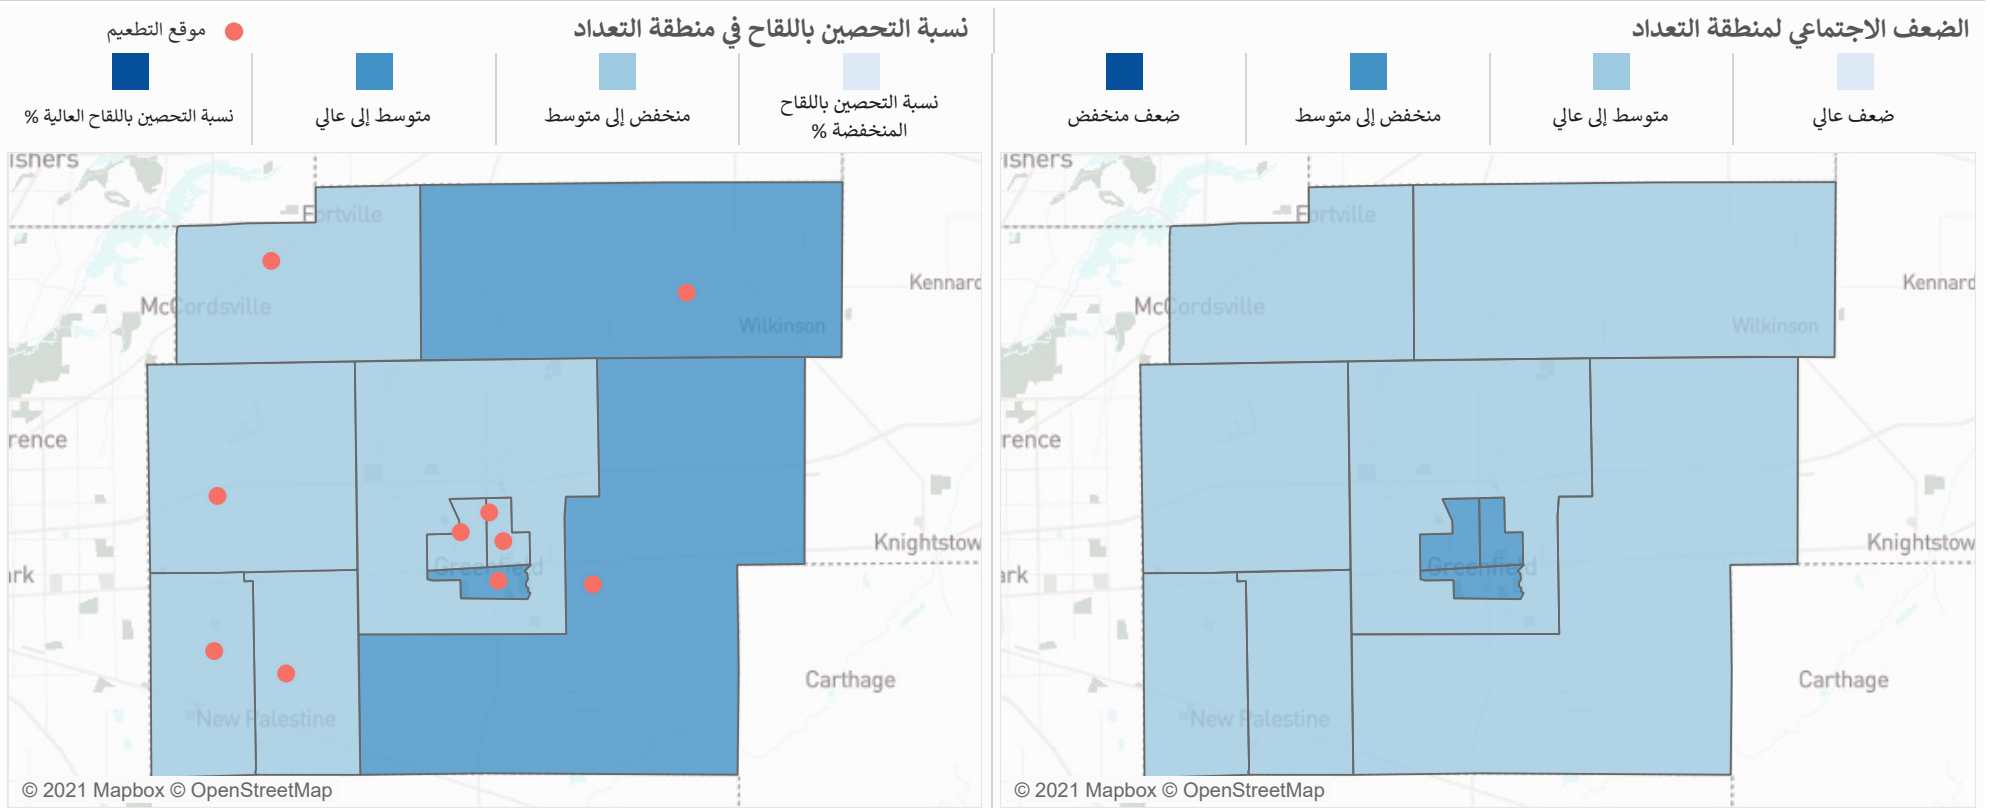 الضعف الاجتماعي لمنطقة التعداد
ضعف عالي
متوسط إلى عالي
منخفض إلى متوسط
ضعف منخفض
ishers
Fortville
McCordsville
Kennard
Wilkinson
rence
Knightstow
ark
Greenfield
Carthage
New Palestine
© 2021 Mapbox © OpenStreetMap
نسبة التحصين باللقاح في منطقة التعداد
موقع التطعيم
نسبة التحصين باللقاح
المنخفضة %
منخفض إلى متوسط
متوسط إلى عالي
نسبة التحصين باللقاح العالية %
ishers
Fortville
McCordsville
Kennard
Wilkinson
rence
Knightstow
rk
Greenfield
Carthage
New Palestine
© 2021 Mapbox © OpenStreetMap